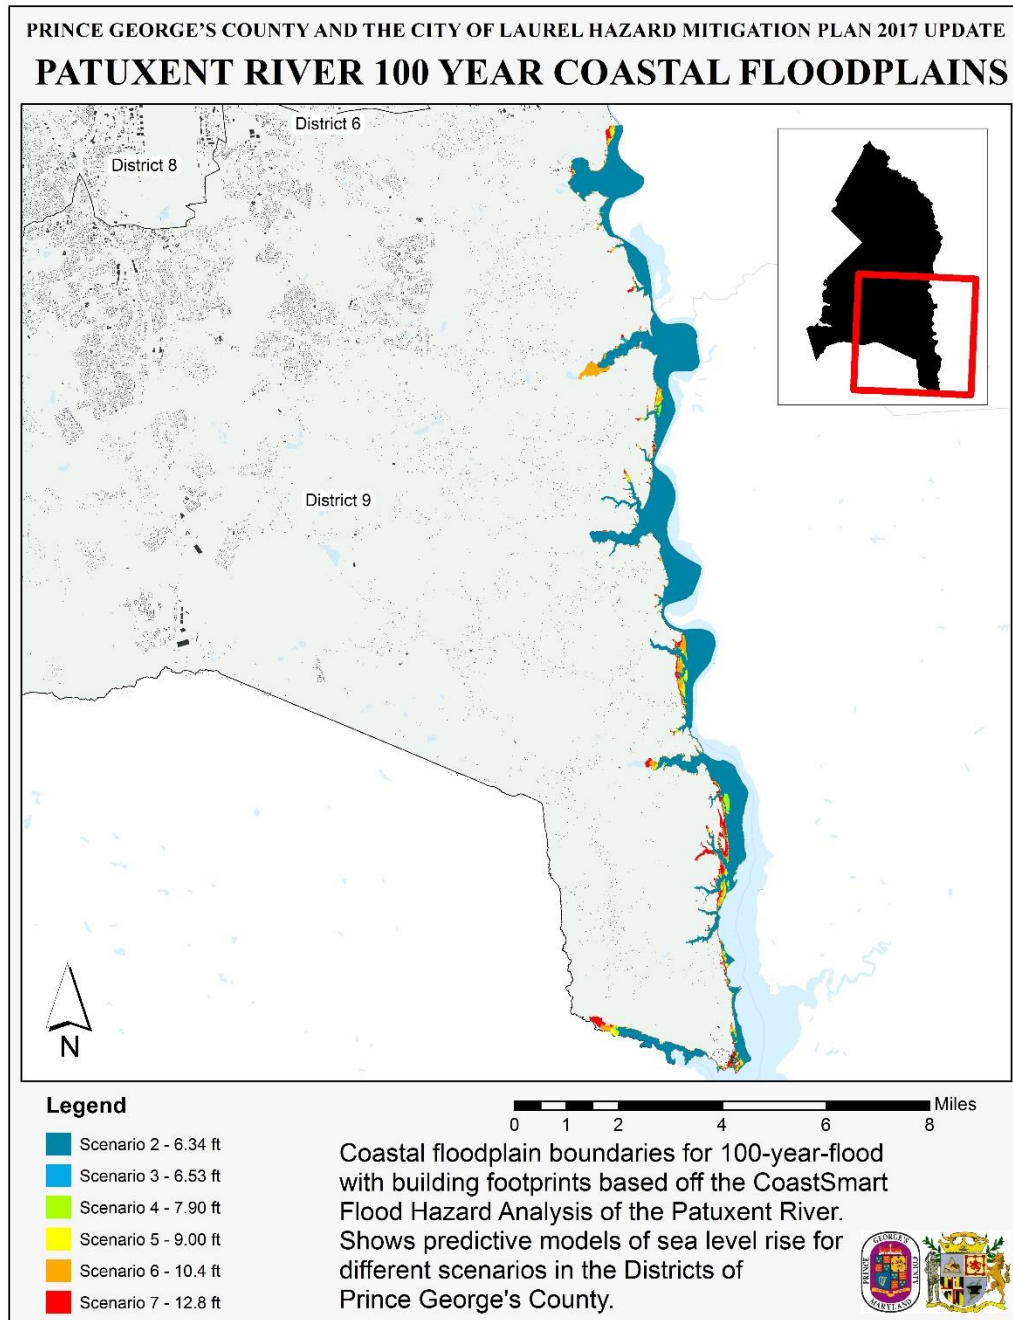 PRINCE GEORGE'S COUNTY AND THE CITY OF LAUREL HAZARD MITIGATION PLAN 2017 UPDATE
PATUXENT RIVER 100 YEAR COASTAL FLOODPLAINS
District 6
District 8
District 9
N
Legend
Scenario 2 - 6.34 ft
Scenario 3 - 6.53 ft
Scenario 4 - 7.90 ft
Scenario 5 - 9.00 ft
Scenario 6 - 10.4 ft
Scenario 7 - 12.8 ft
Miles
0 1 2 4 6 8
Coastal floodplain boundaries for 100-year-flood
with building footprints based off the CoastSmart
Flood Hazard Analysis of the Patuxent River.
Shows predictive models of sea level rise for
different scenarios in the Districts of
Prince George's County.
PRINCE GEORGE'S COUNTY
MARYLAND